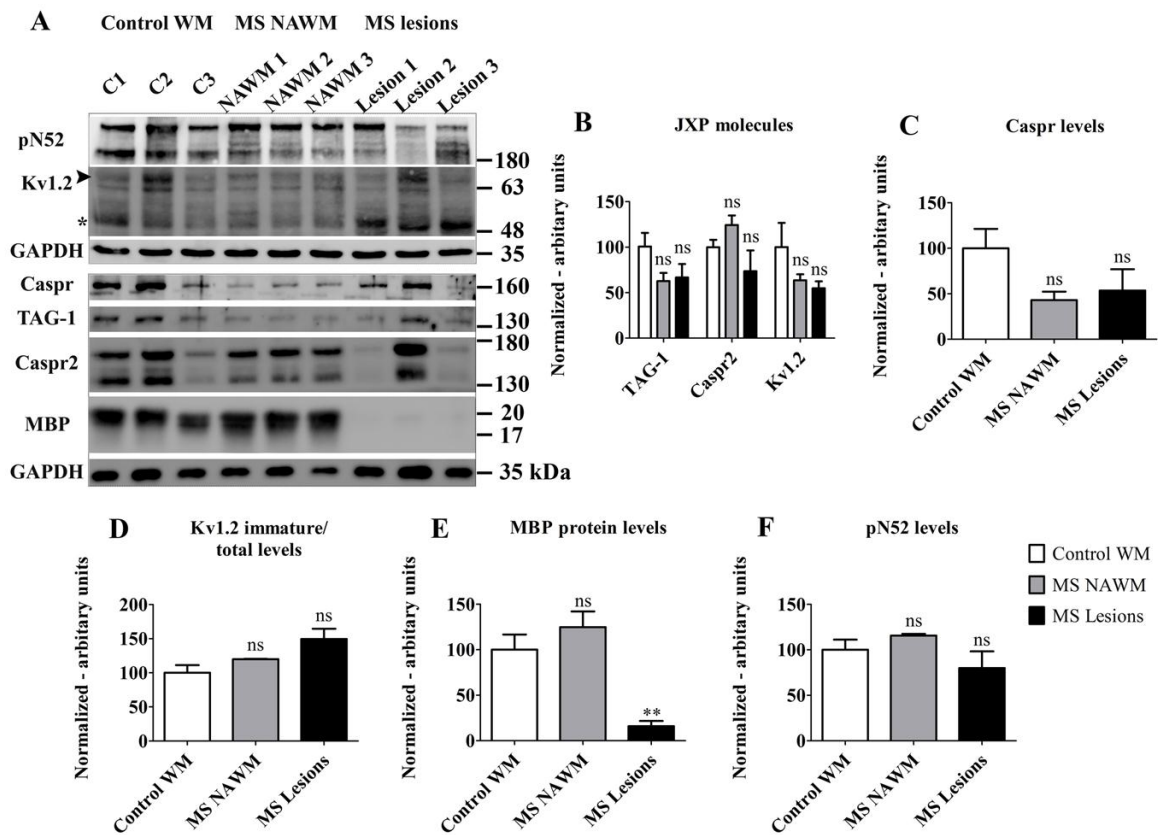 A
Control WM MS NAWM MS lesions
C1 C2 C3 NAWM 1 NAWM 2 NAWM 3 Lesion 1 Lesion 2 Lesion 3
pN52
180
Kv1.2
63
*
48
GAPDH
35
Caspr
160
TAG-1
130
Caspr2
180
130
MBP
20
17
GAPDH
35 kDa
B
JXP molecules
Normalized - arbitary units
150
100
50
0
ns ns ns ns ns ns
TAG-1 Caspr2 Kv1.2
C
Caspr levels
Normalized - arbitary units
150
100
50
0
ns ns
Control WM MS NAWM MS Lesions
D
Kv1.2 immature/
total levels
Normalized - arbitary units
200
150
100
50
0
ns ns
Control WM MS NAWM MS Lesions
E
MBP protein levels
Normalized - arbitary units
150
100
50
0
ns **
Control WM MS NAWM MS Lesions
F
pN52 levels
Normalized - arbitary units
150
100
50
0
ns ns
Control WM MS NAWM MS Lesions
Control WM
MS NAWM
MS Lesions